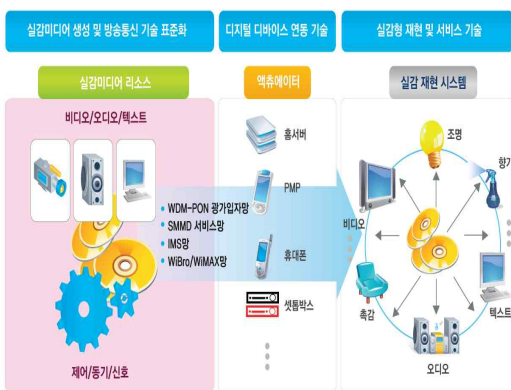 실감미디어 생성 및 방송통신 기술 표준화
디지털 디바이스 연동 기술
실감형 재현 및 서비스 기술
실감미디어 리소스
액츄에이터
실감 재현 시스템
비디오/오디오/텍스트
• WDM-PON 광가입자망
• SMMD 서비스망
• IMS망
• WiBro/WiMAX망
제어/동기/신호
홈서버
PMP
휴대폰
셋톱박스
조명
향기
비디오
촉감
텍스트
오디오